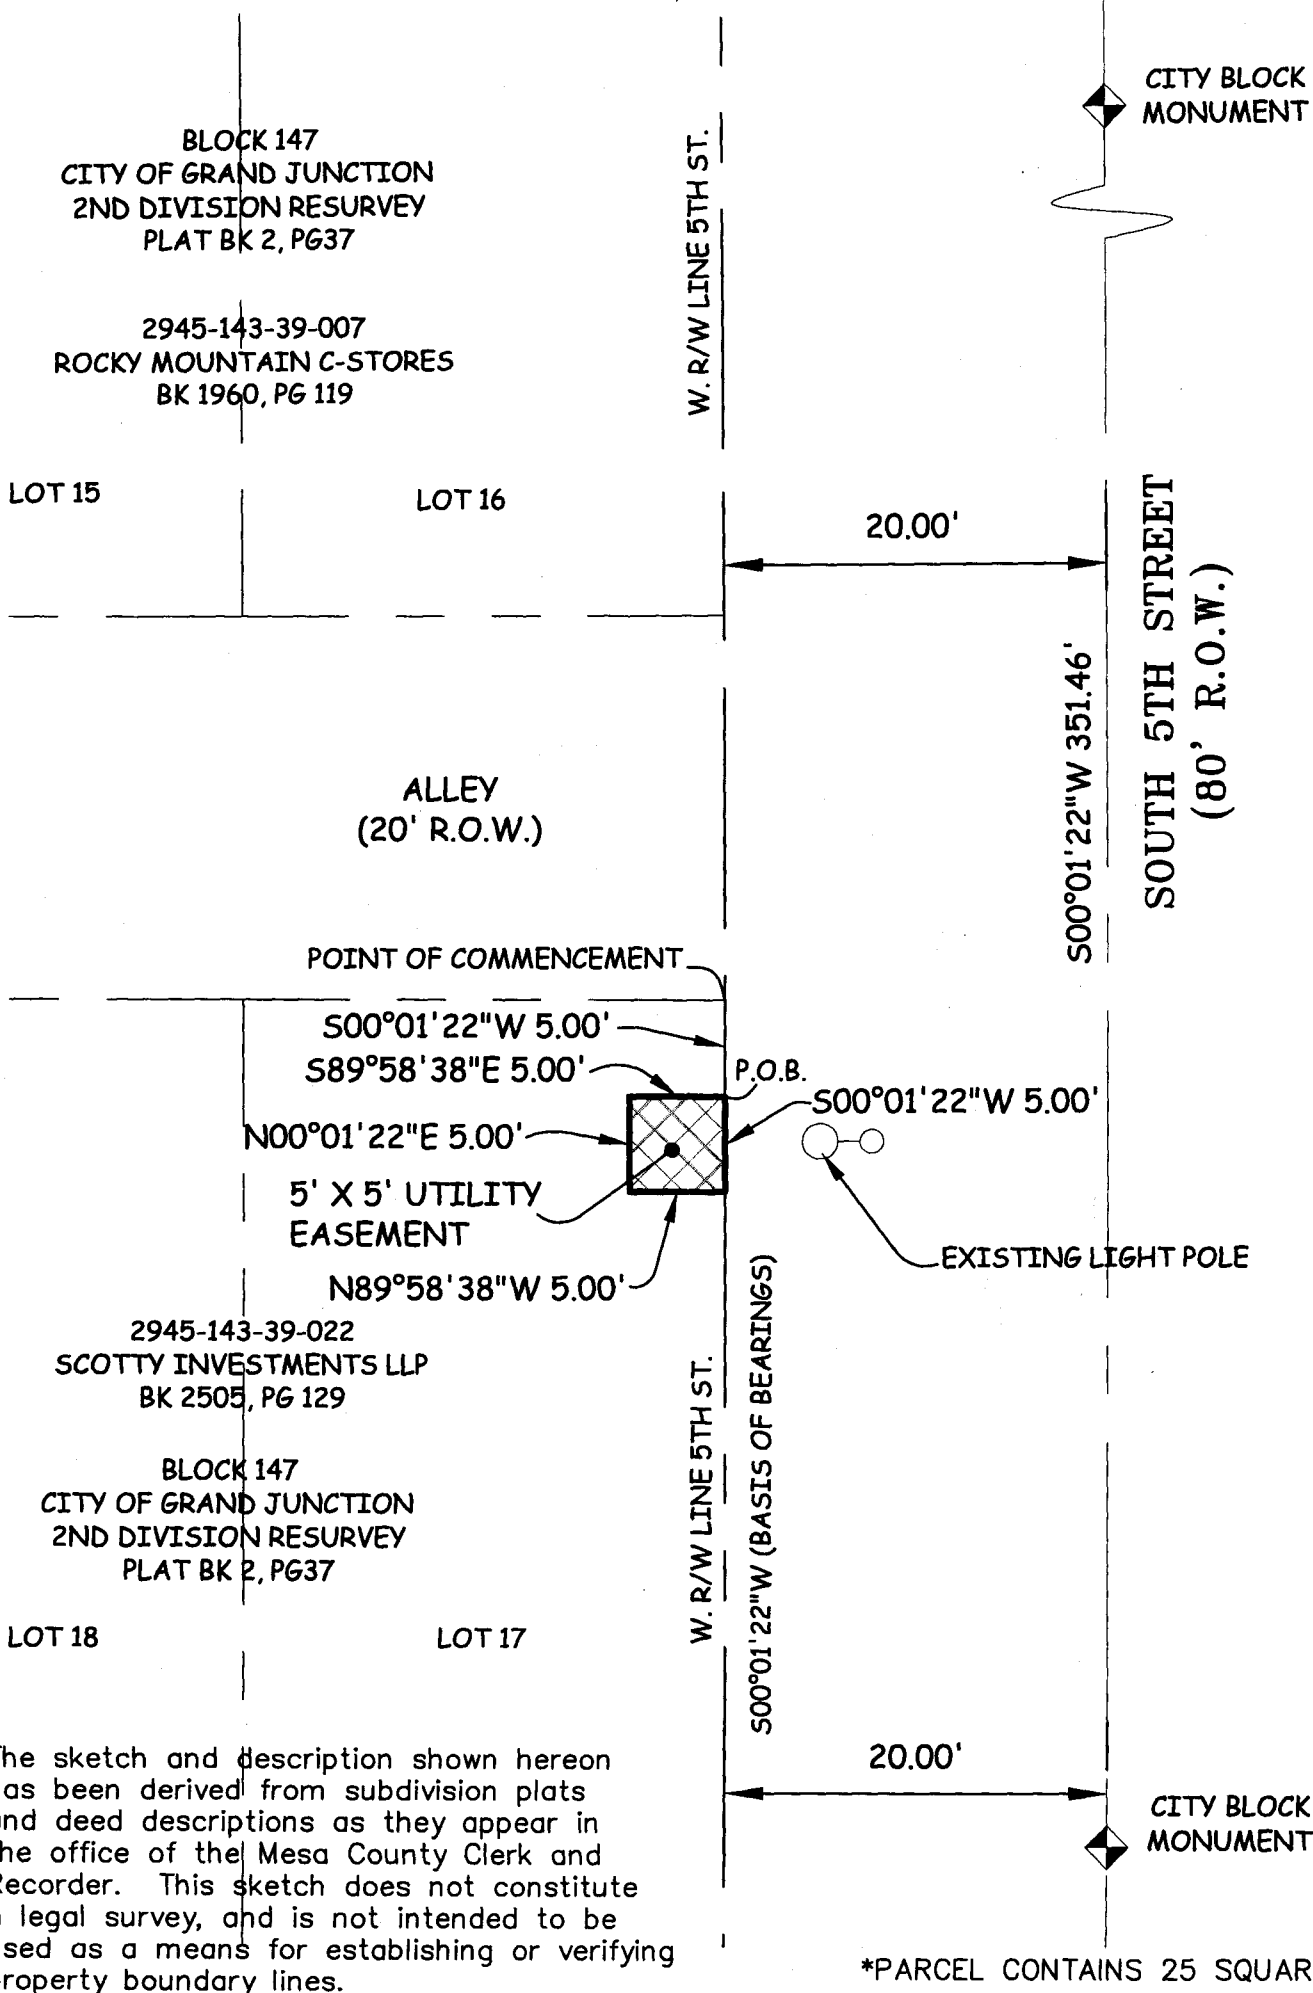 CITY BLOCK
MONUMENT
BLOCK 147
CITY OF GRAND JUNCTION
2ND DIVISION RESURVEY
PLAT BK 2, PG37
2945-143-39-007
ROCKY MOUNTAIN C-STORES
BK 1960, PG 119
W. R/W LINE 5TH ST.
LOT 15
LOT 16
20.00'
SOUTH 5TH STREET
(80' R.O.W.)
S00°01'22"W 351.46'
ALLEY
(20' R.O.W.)
POINT OF COMMENCEMENT
S00°01'22"W 5.00'
S89°58'38"E 5.00'
P.O.B.
S00°01'22"W 5.00'
N00°01'22"E 5.00'
5' X 5' UTILITY
EASEMENT
N89°58'38"W 5.00'
EXISTING LIGHT POLE
2945-143-39-022
SCOTTY INVESTMENTS LLP
BK 2505, PG 129
BLOCK 147
CITY OF GRAND JUNCTION
2ND DIVISION RESURVEY
PLAT BK 2, PG37
W. R/W LINE 5TH ST.
S00°01'22"W (BASIS OF BEARINGS)
LOT 18
LOT 17
20.00'
CITY BLOCK
MONUMENT
he sketch and description shown hereon
as been derived from subdivision plats
nd deed descriptions as they appear in
he office of the Mesa County Clerk and
Recorder. This sketch does not constitute
legal survey, and is not intended to be
sed as a means for establishing or verifying
roperty boundary lines.
*PARCEL CONTAINS 25 SQUAR